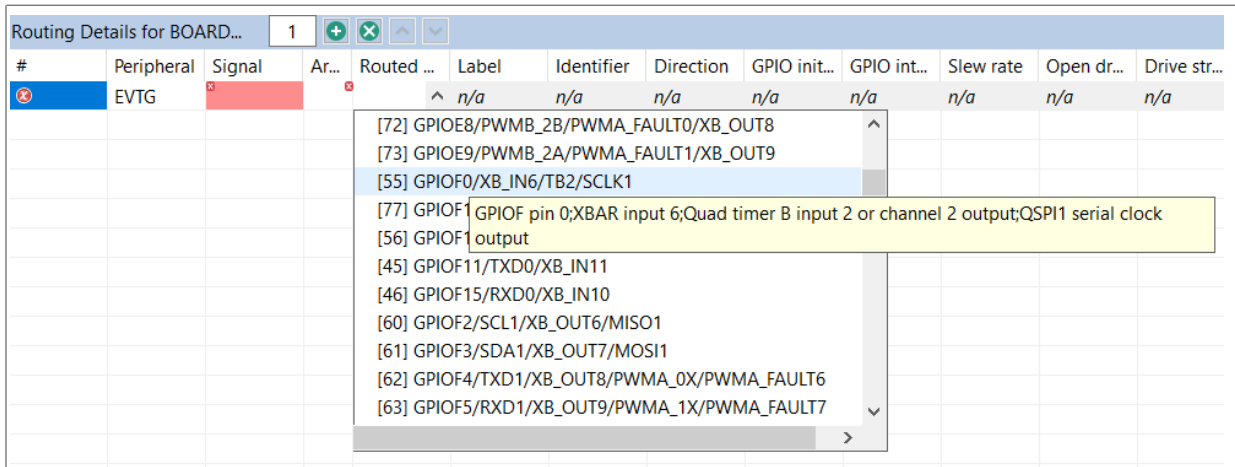 Routing Details for BOARD... 1
# Peripheral Signal Ar... Routed ... Label Identifier Direction GPIO init... GPIO int... Slew rate Open dr... Drive str...
EVTG n/a n/a n/a n/a n/a n/a n/a n/a
[72] GPIOE8/PWMB_2B/PWMA_FAULT0/XB_OUT8
[73] GPIOE9/PWMB_2A/PWMA_FAULT1/XB_OUT9
[55] GPIOF0/XB_IN6/TB2/SCLK1
[77] GPIOF1
GPIOF pin 0;XBAR input 6;Quad timer B input 2 or channel 2 output;QSPI1 serial clock
[56] GPIOF1
output
[45] GPIOF11/TXD0/XB_IN11
[46] GPIOF15/RXD0/XB_IN10
[60] GPIOF2/SCL1/XB_OUT6/MISO1
[61] GPIOF3/SDA1/XB_OUT7/MOSI1
[62] GPIOF4/TXD1/XB_OUT8/PWMA_0X/PWMA_FAULT6
[63] GPIOF5/RXD1/XB_OUT9/PWMA_1X/PWMA_FAULT7